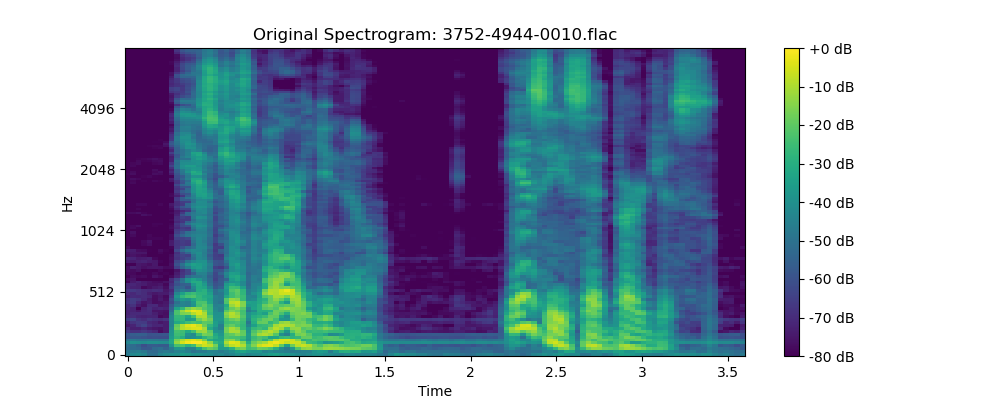 Original Spectrogram: 3752-4944-0010.flac
Hz
4096
2048
1024
512
0
0
0.5
1
1.5
2
2.5
3
3.5
Time
+0 dB
-10 dB
-20 dB
-30 dB
-40 dB
-50 dB
-60 dB
-70 dB
-80 dB